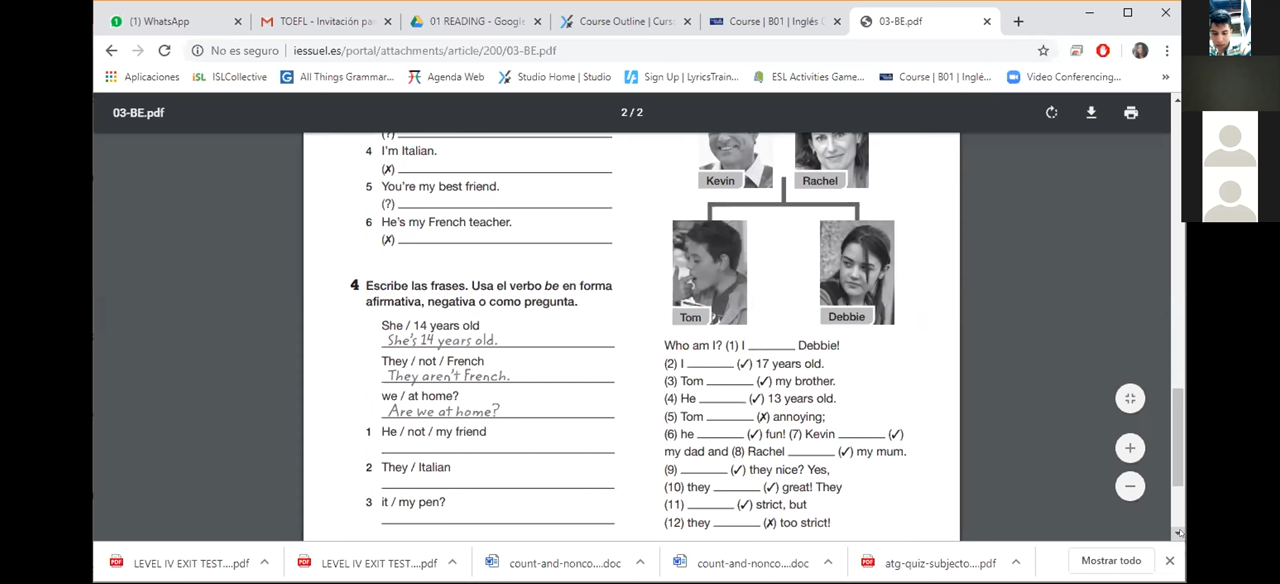 (1) WhatsApp
TOEFL - Invitación pa
01 READING - Google
Course Outline | Curs
Course | B01 | Inglés
03-BE.pdf
No es seguro | iessuel.es/portal/attachments/article/200/03-BE.pdf
Aplicaciones
iSL ISLCollective
All Things Grammar...
Agenda Web
Studio Home | Studio
Sign Up | LyricsTrain...
ESL Activities Game...
Course | B01 | Inglé...
Video Conferencing...
»
03-BE.pdf
2 / 2
(?)
4 I'm Italian.
(✗)
5 You're my best friend.
(?)
6 He's my French teacher.
(✗)
4 Escribe las frases. Usa el verbo be en forma
afirmativa, negativa o como pregunta.
She / 14 years old
She's 14 years old.
They / not / French
They aren't French.
we / at home?
Are we at home?
1 He / not / my friend
2 They / Italian
3 it / my pen?
Kevin
Rachel
Tom
Debbie
Who am I? (1) I ______ Debbie!
(2) I ______ (✓) 17 years old.
(3) Tom ______ (✓) my brother.
(4) He ______ (✓) 13 years old.
(5) Tom ______ (✗) annoying;
(6) he ______ (✓) fun! (7) Kevin ______ (✓)
my dad and (8) Rachel ______ (✓) my mum.
(9) ______ (✓) they nice? Yes,
(10) they ______ (✓) great! They
(11) ______ (✓) strict, but
(12) they ______ (✗) too strict!
LEVEL IV EXIT TEST....pdf
LEVEL IV EXIT TEST....pdf
count-and-nonco....doc
count-and-nonco....doc
atg-quiz-subjecto....pdf
Mostrar todo